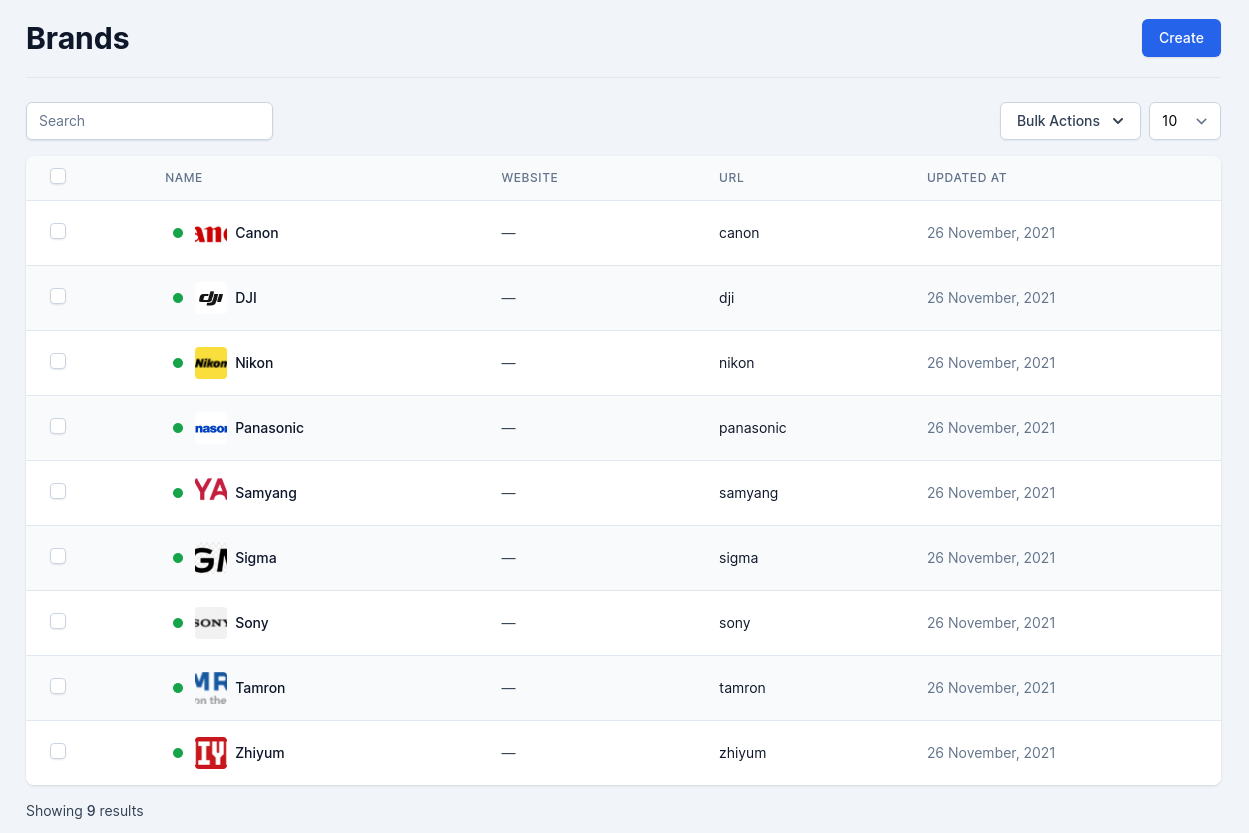 Brands
Create
Search
Bulk Actions
10
NAME WEBSITE URL UPDATED AT
Canon — canon 26 November, 2021
dji DJI — dji 26 November, 2021
Nikon Nikon — nikon 26 November, 2021
nason Panasonic — panasonic 26 November, 2021
YA Samyang — samyang 26 November, 2021
GM Sigma — sigma 26 November, 2021
SONY Sony — sony 26 November, 2021
MR on the Tamron — tamron 26 November, 2021
IY Zhiyum — zhiyum 26 November, 2021
Showing 9 results